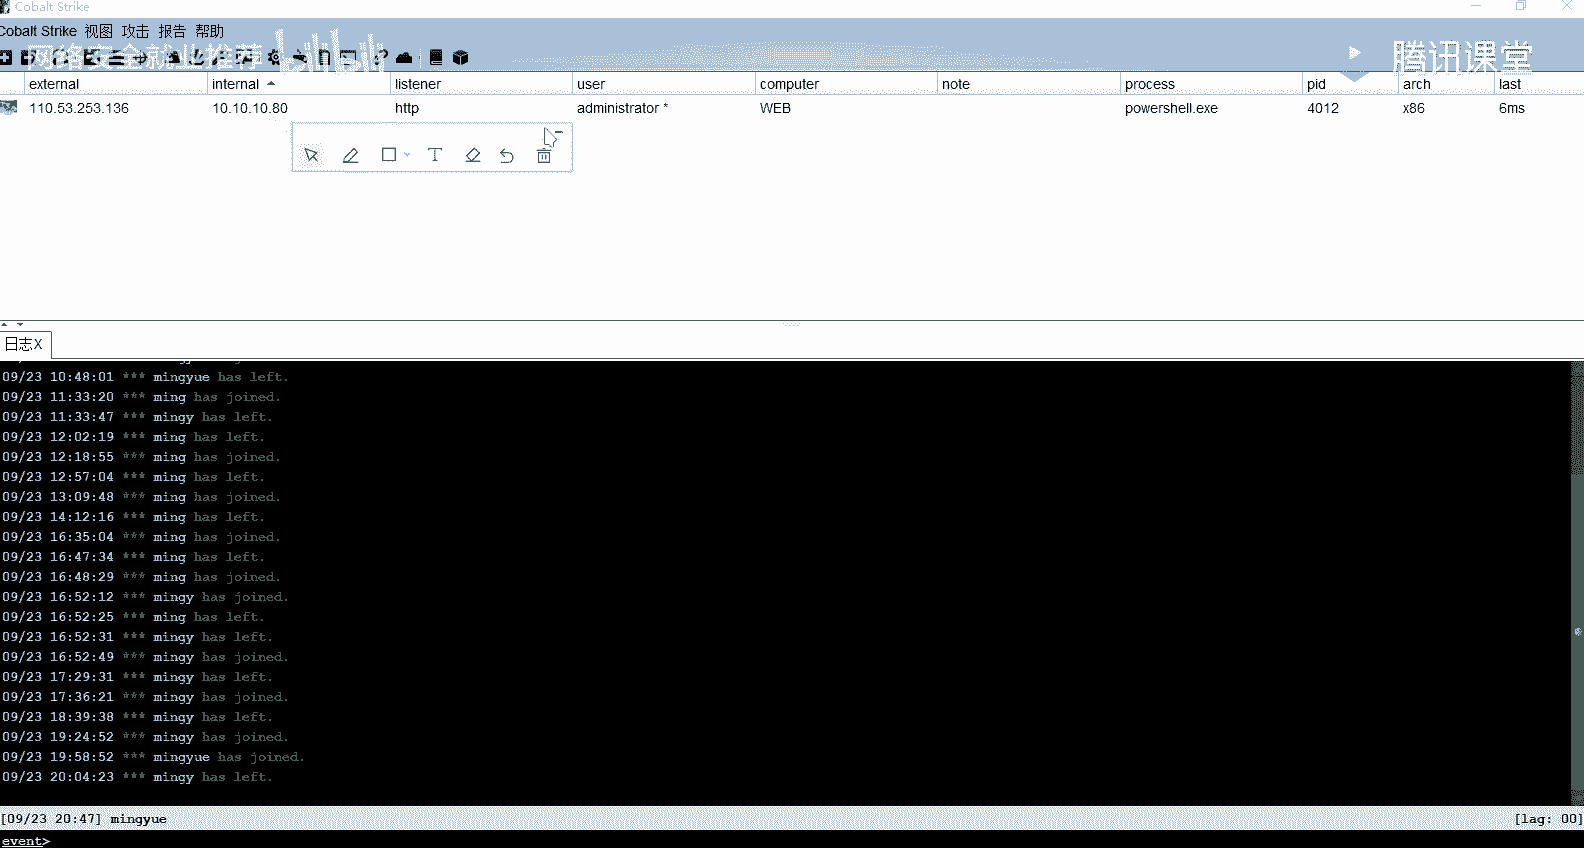 Cobalt Strike
Cobalt Strike 视图 攻击 报告 帮助
网络安全就业推荐 bilibili 腾讯课堂
external internal listener user computer note process pid arch last
110.53.253.136 10.10.10.80 http administrator * WEB powershell.exe 4012 x86 6ms
T
日志X
09/23 10:48:01 *** mingyue has left.
09/23 11:33:20 *** ming has joined.
09/23 11:33:47 *** mingy has left.
09/23 12:02:19 *** ming has left.
09/23 12:18:55 *** ming has joined.
09/23 12:57:04 *** ming has left.
09/23 13:09:48 *** ming has joined.
09/23 14:12:16 *** ming has left.
09/23 16:35:04 *** ming has joined.
09/23 16:47:34 *** ming has left.
09/23 16:48:29 *** ming has joined.
09/23 16:52:12 *** mingy has joined.
09/23 16:52:25 *** ming has left.
09/23 16:52:31 *** mingy has left.
09/23 16:52:49 *** mingy has joined.
09/23 17:29:31 *** mingy has left.
09/23 17:36:21 *** mingy has joined.
09/23 18:39:38 *** mingy has left.
09/23 19:24:52 *** mingy has joined.
09/23 19:58:52 *** mingyue has joined.
09/23 20:04:23 *** mingy has left.
[09/23 20:47] mingyue [lag: 00]
event>